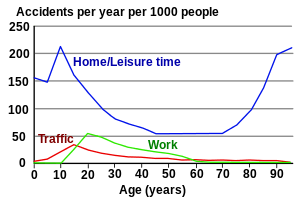 Accidents per year per 1000 people
250
200
150
100
50
0
Home/Leisure time
Traffic
Work
0 10 20 30 40 50 60 70 80 90
Age (years)